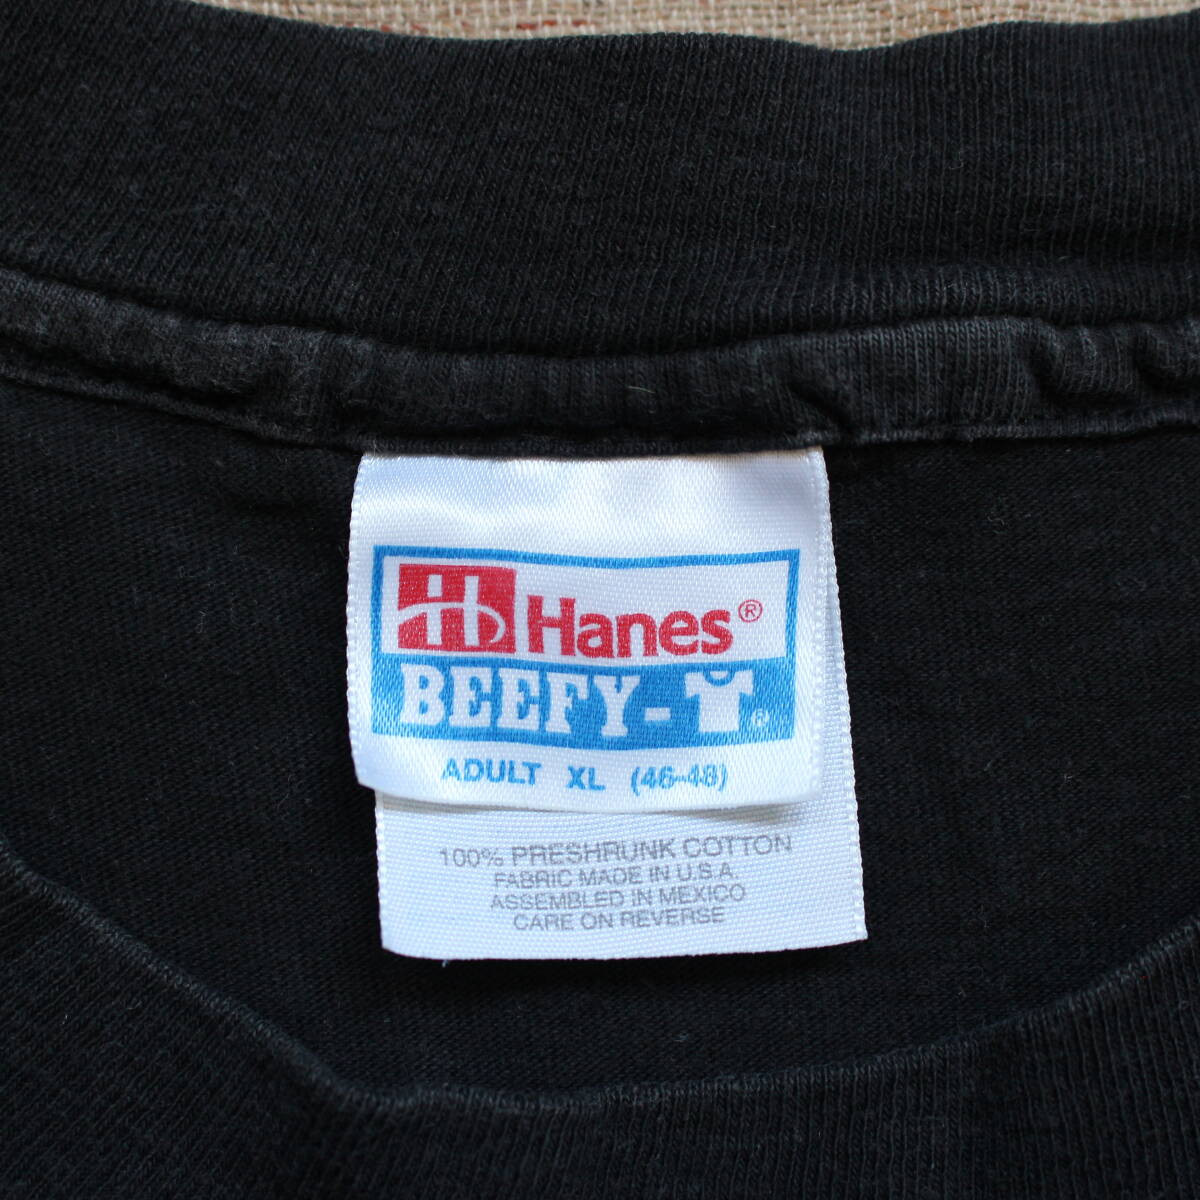 Hanes®
BEEFY-T®
ADULT XL (46-48)
100% PRESHRUNK COTTON
FABRIC MADE IN U.S.A.
ASSEMBLED IN MEXICO
CARE ON REVERSE